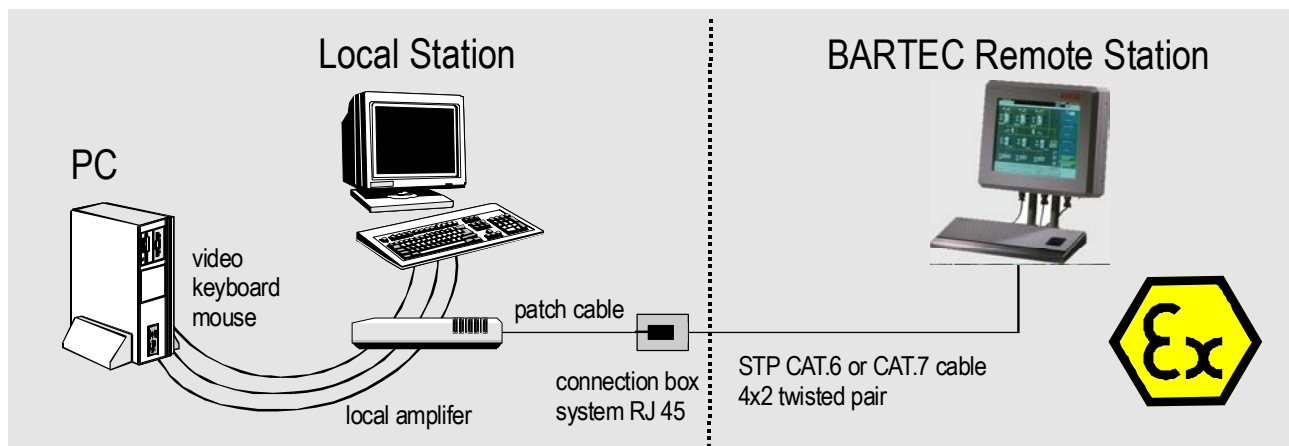 Local Station
BARTEC Remote Station
PC
video
keyboard
mouse
patch cable
local amplifer
connection box
system RJ 45
STP CAT.6 or CAT.7 cable
4x2 twisted pair
Ex